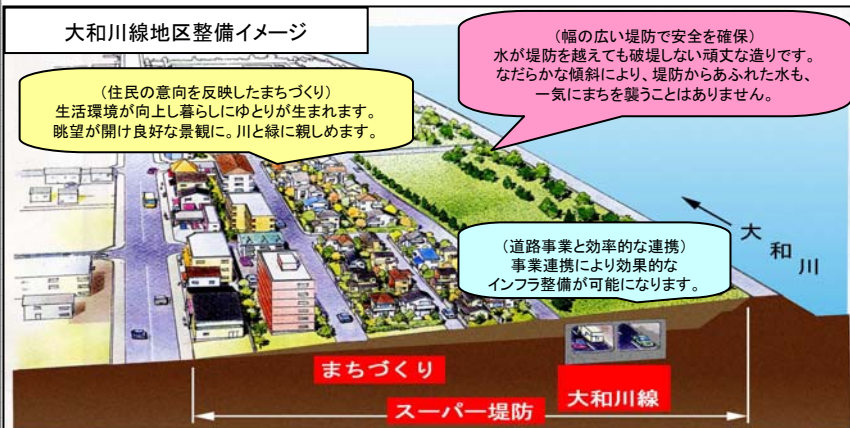 大和川線地区整備イメージ
(幅の広い堤防で安全を確保)
水が堤防を越えても破堤しない頑丈な造りです。
なだらかな傾斜により、堤防からあふれた水も、
一気にまちを襲うことはありません。
(住民の意向を反映したまちづくり)
生活環境が向上し暮らしにゆとりが生まれます。
眺望が開け良好な景観に。川と緑に親しめます。
(道路事業と効率的な連携)
事業連携により効果的な
インフラ整備が可能になります。
大和川
まちづくり
大和川線
スーパー堤防